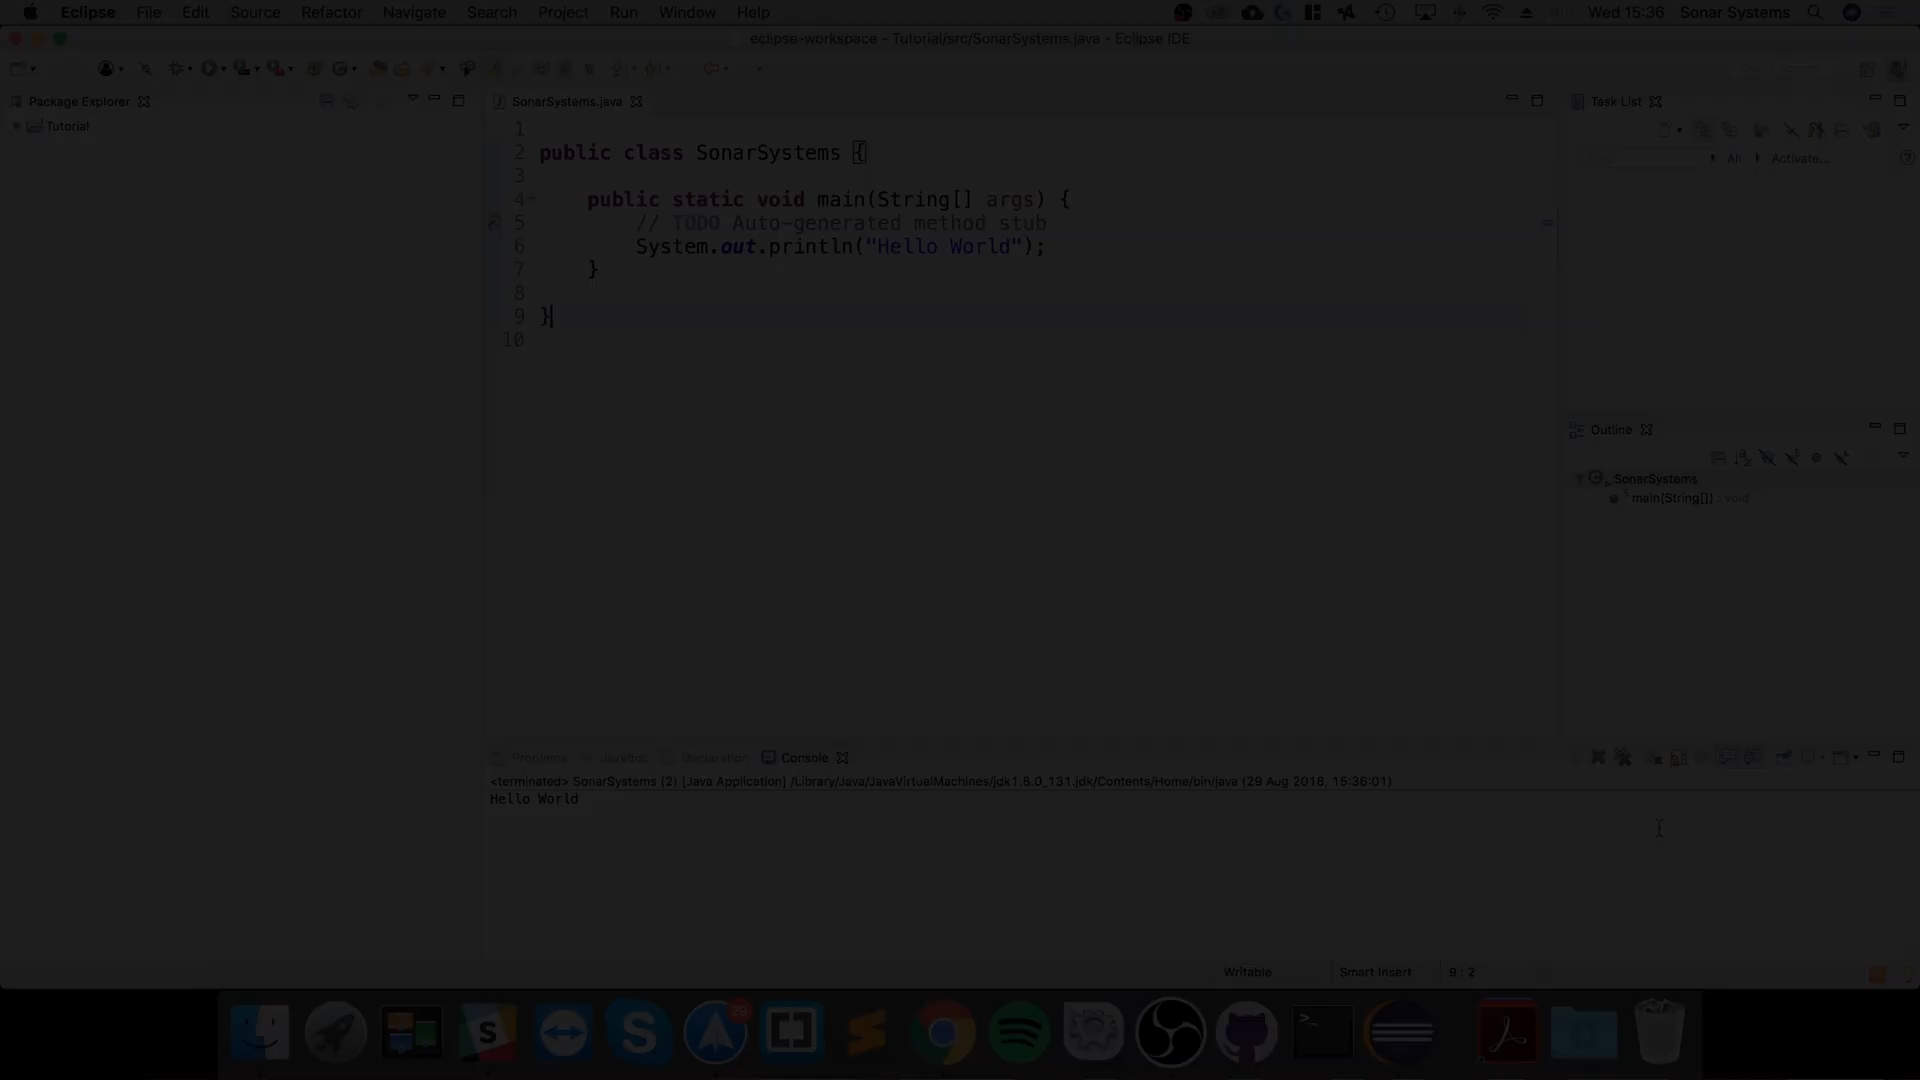 Eclipse File Edit Source Refactor Navigate Search Project Run Window Help Wed 15:36 Sonar Systems
eclipse-workspace - Tutorial/src/SonarSystems.java - Eclipse IDE
Package Explorer
Tutorial
SonarSystems.java
1
2 public class SonarSystems {
3
4 public static void main(String[] args) {
5 // TODO Auto-generated method stub
6 System.out.println("Hello World");
7 }
8
9 }
10
Task List
All Activate...
Outline
SonarSystems
main(String[]) : void
Problems Javadoc Declaration Console
<terminated> SonarSystems (2) [Java Application] /Library/Java/JavaVirtualMachines/jdk1.8.0_131.jdk/Contents/Home/bin/java (29 Aug 2018, 15:36:01)
Hello World
Writable Smart Insert 9 : 2